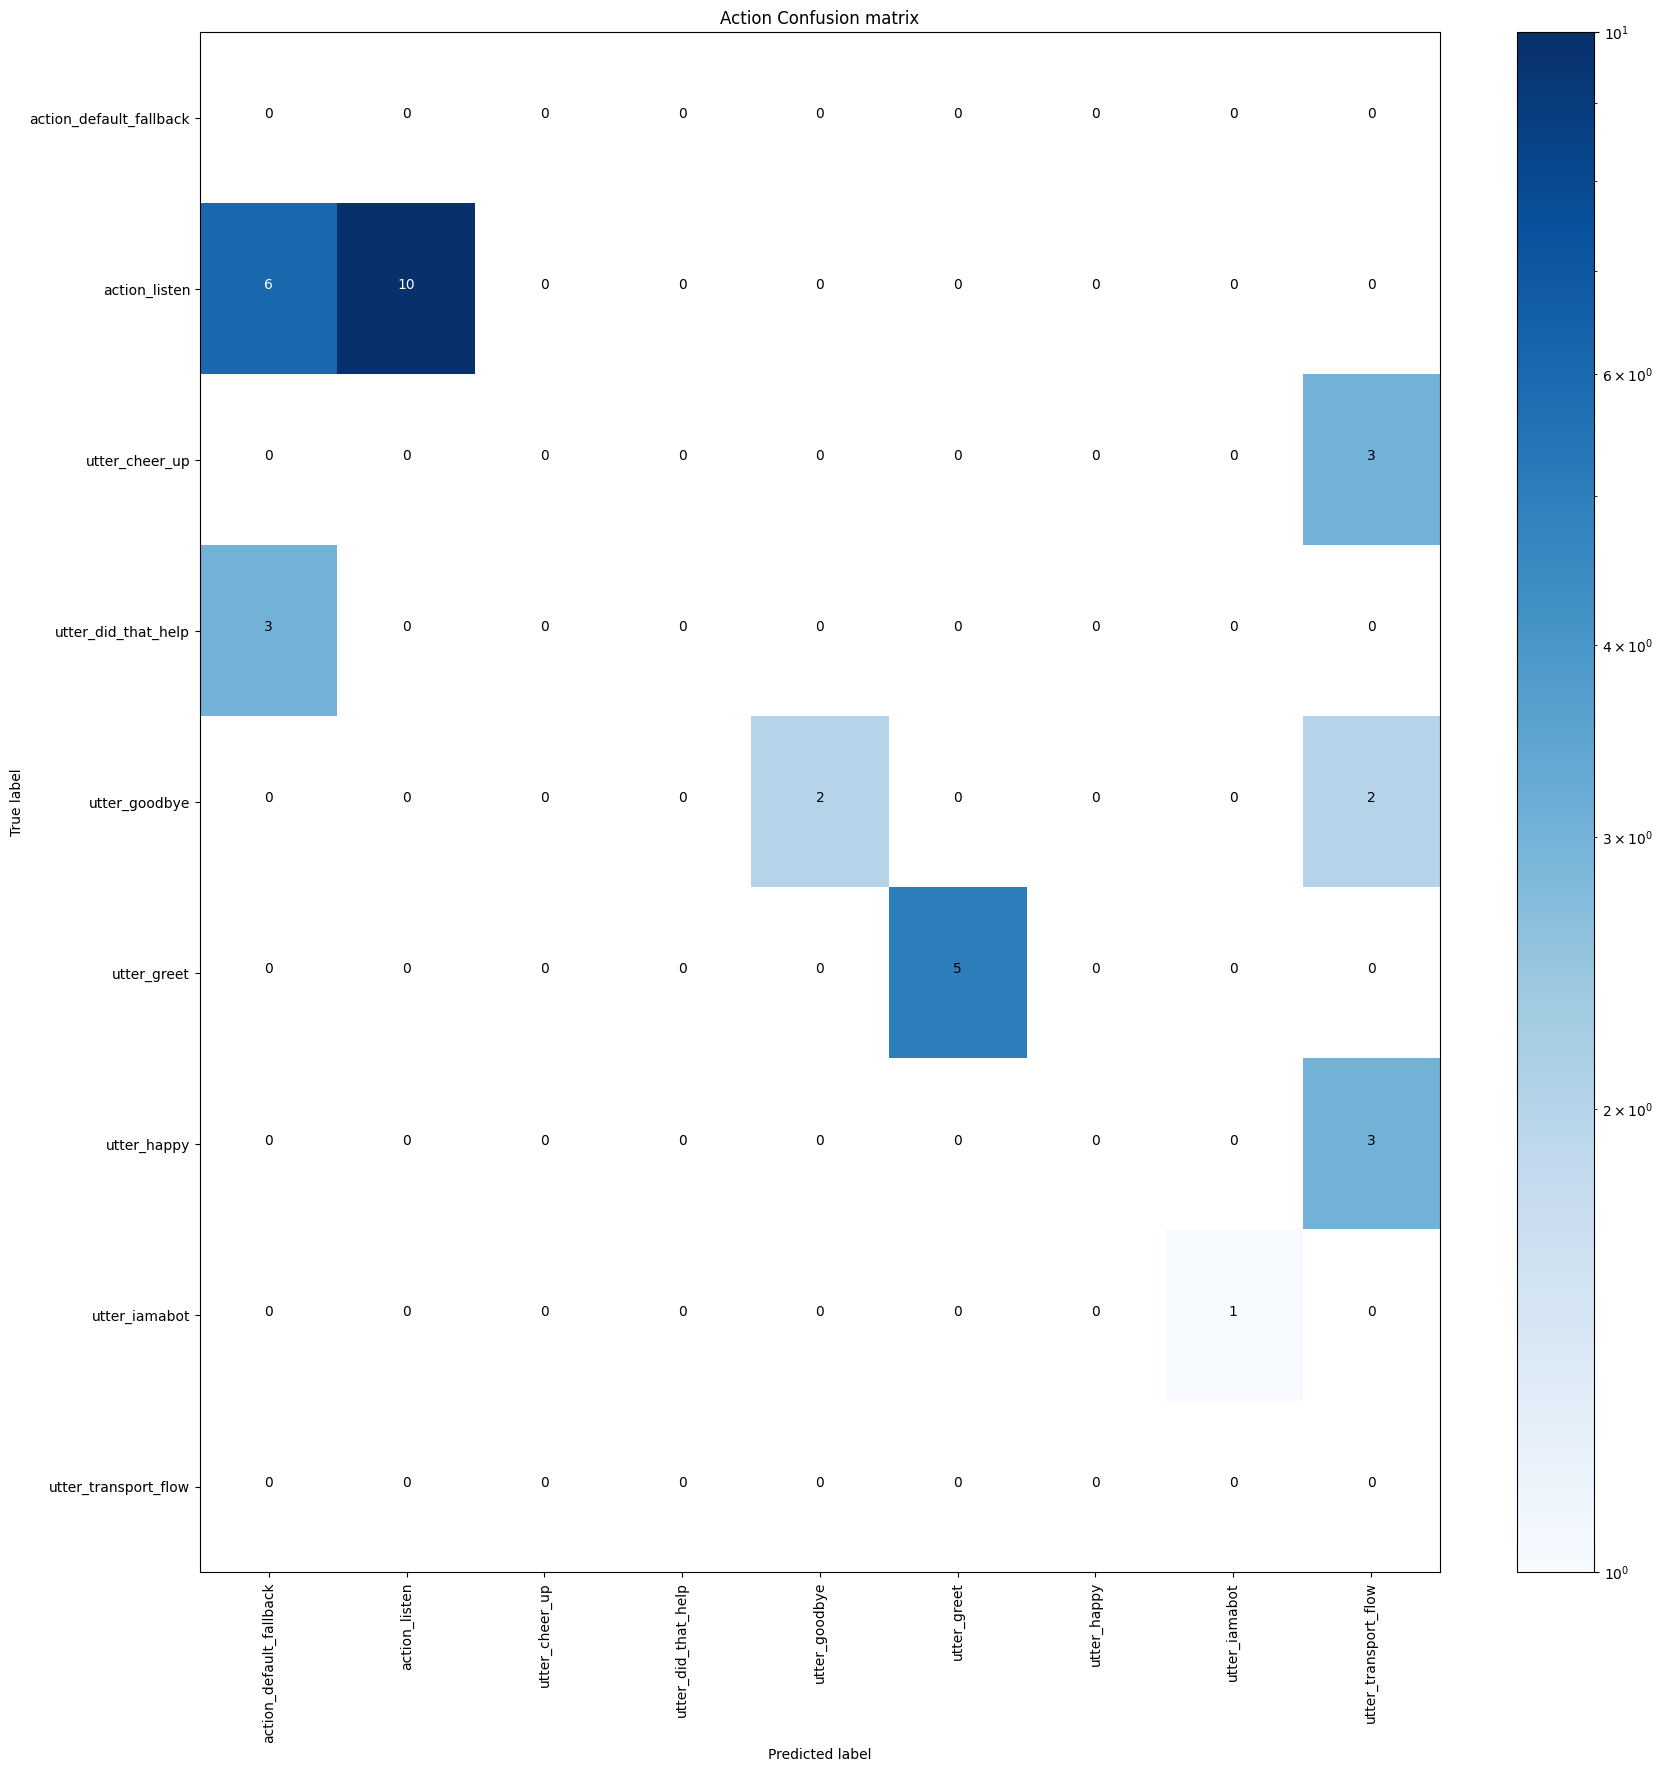 Action Confusion matrix
True label
action_default_fallback 0 0 0 0 0 0 0 0 0
action_listen 6 10 0 0 0 0 0 0 0
utter_cheer_up 0 0 0 0 0 0 0 0 3
utter_did_that_help 3 0 0 0 0 0 0 0 0
utter_goodbye 0 0 0 0 2 0 0 0 2
utter_greet 0 0 0 0 0 5 0 0 0
utter_happy 0 0 0 0 0 0 0 0 3
utter_iamabot 0 0 0 0 0 0 0 1 0
utter_transport_flow 0 0 0 0 0 0 0 0 0
action_default_fallback
action_listen
utter_cheer_up
utter_did_that_help
utter_goodbye
utter_greet
utter_happy
utter_iamabot
utter_transport_flow
Predicted label
10¹
6 × 10⁰
4 × 10⁰
3 × 10⁰
2 × 10⁰
10⁰